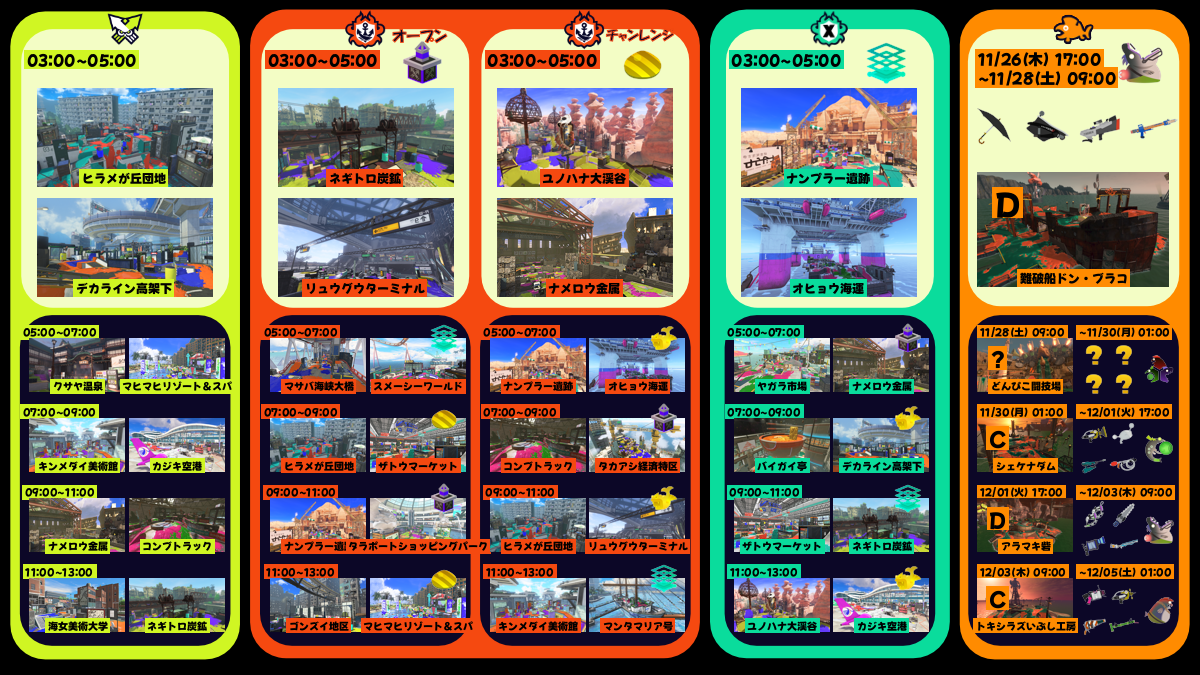 03:00~05:00
ヒラメが丘団地
デカライン高架下
05:00~07:00
クサヤ温泉
マヒマヒリゾート&スパ
07:00~09:00
キンメダイ美術館
カジキ空港
09:00~11:00
ナメロウ金属
コンブトラック
11:00~13:00
海女美術大学
ネギトロ炭鉱
オープン
03:00~05:00
ネギトロ炭鉱
リュウグウターミナル
05:00~07:00
マサバ海峡大橋
スメーシーワールド
07:00~09:00
ヒラメが丘団地
ザトウマーケット
09:00~11:00
ナンプラー遺
タラポートショッピングパーク
11:00~13:00
ゴンズイ地区
マヒマヒリゾート&スパ
チャレンジ
03:00~05:00
ユノハナ大渓谷
ナメロウ金属
05:00~07:00
ナンプラー遺跡
オヒョウ海運
07:00~09:00
コンブトラック
タカアシ経済特区
09:00~11:00
ヒラメが丘団地
リュウグウターミナル
11:00~13:00
キンメダイ美術館
マンタマリア号
X
03:00~05:00
ナンプラー遺跡
オヒョウ海運
05:00~07:00
ヤガラ市場
ナメロウ金属
07:00~09:00
バイガイ亭
デカライン高架下
09:00~11:00
ザトウマーケット
ネギトロ炭鉱
11:00~13:00
ユノハナ大渓谷
カジキ空港
11/26(木) 17:00
~11/28(土) 09:00
D
難破船ドン・ブラコ
11/28(土) 09:00 ~11/30(月) 01:00
?
? ?
? ?
どんぴこ闘技場
11/30(月) 01:00 ~12/01(火) 17:00
C
シェケナダム
12/01(火) 17:00 ~12/03(木) 09:00
D
アラマキ砦
12/03(木) 09:00 ~12/05(土) 01:00
C
トキシラズいぶし工房